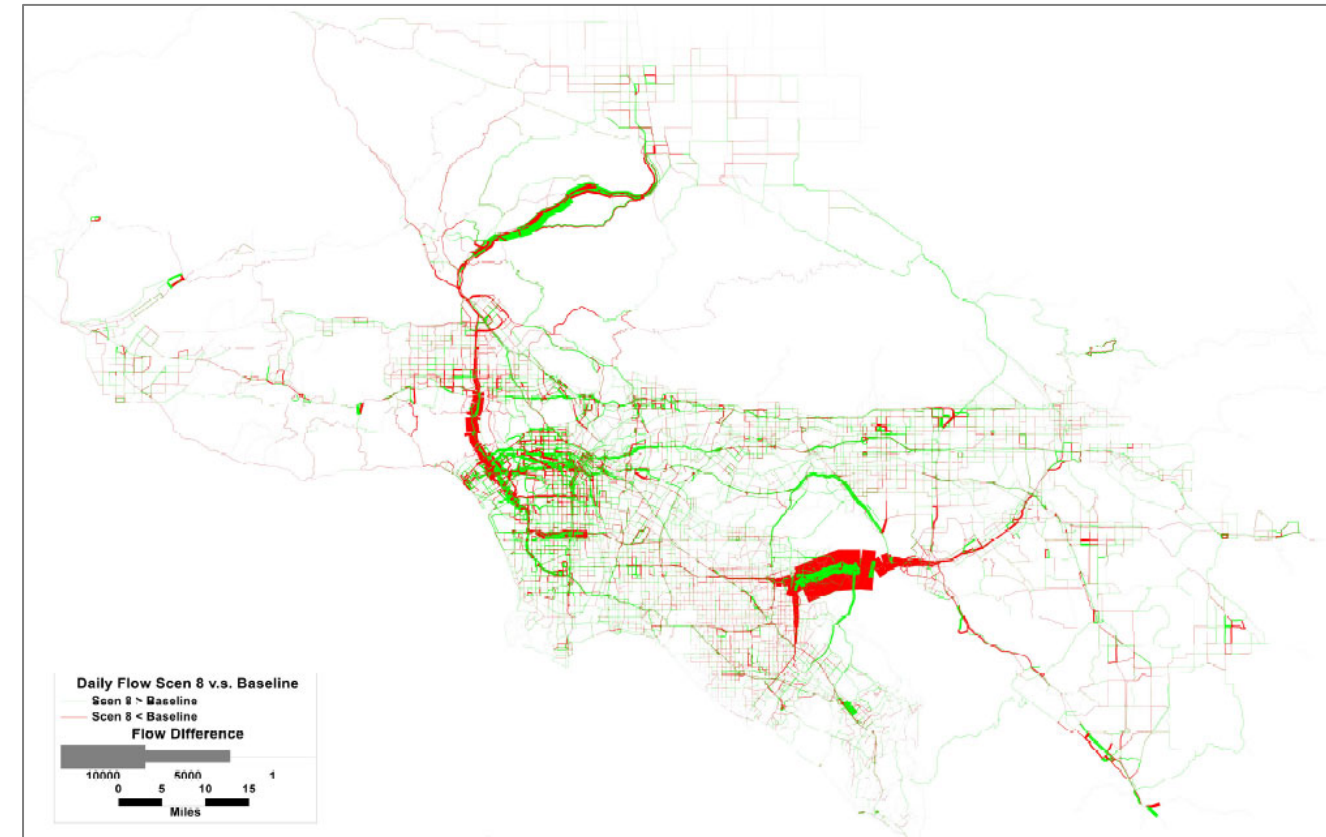 Daily Flow Scen 8 v.s. Baseline
Scen 8 > Baseline
Scen 8 < Baseline
Flow Difference
10000 5000 1
0 5 10 15
Miles